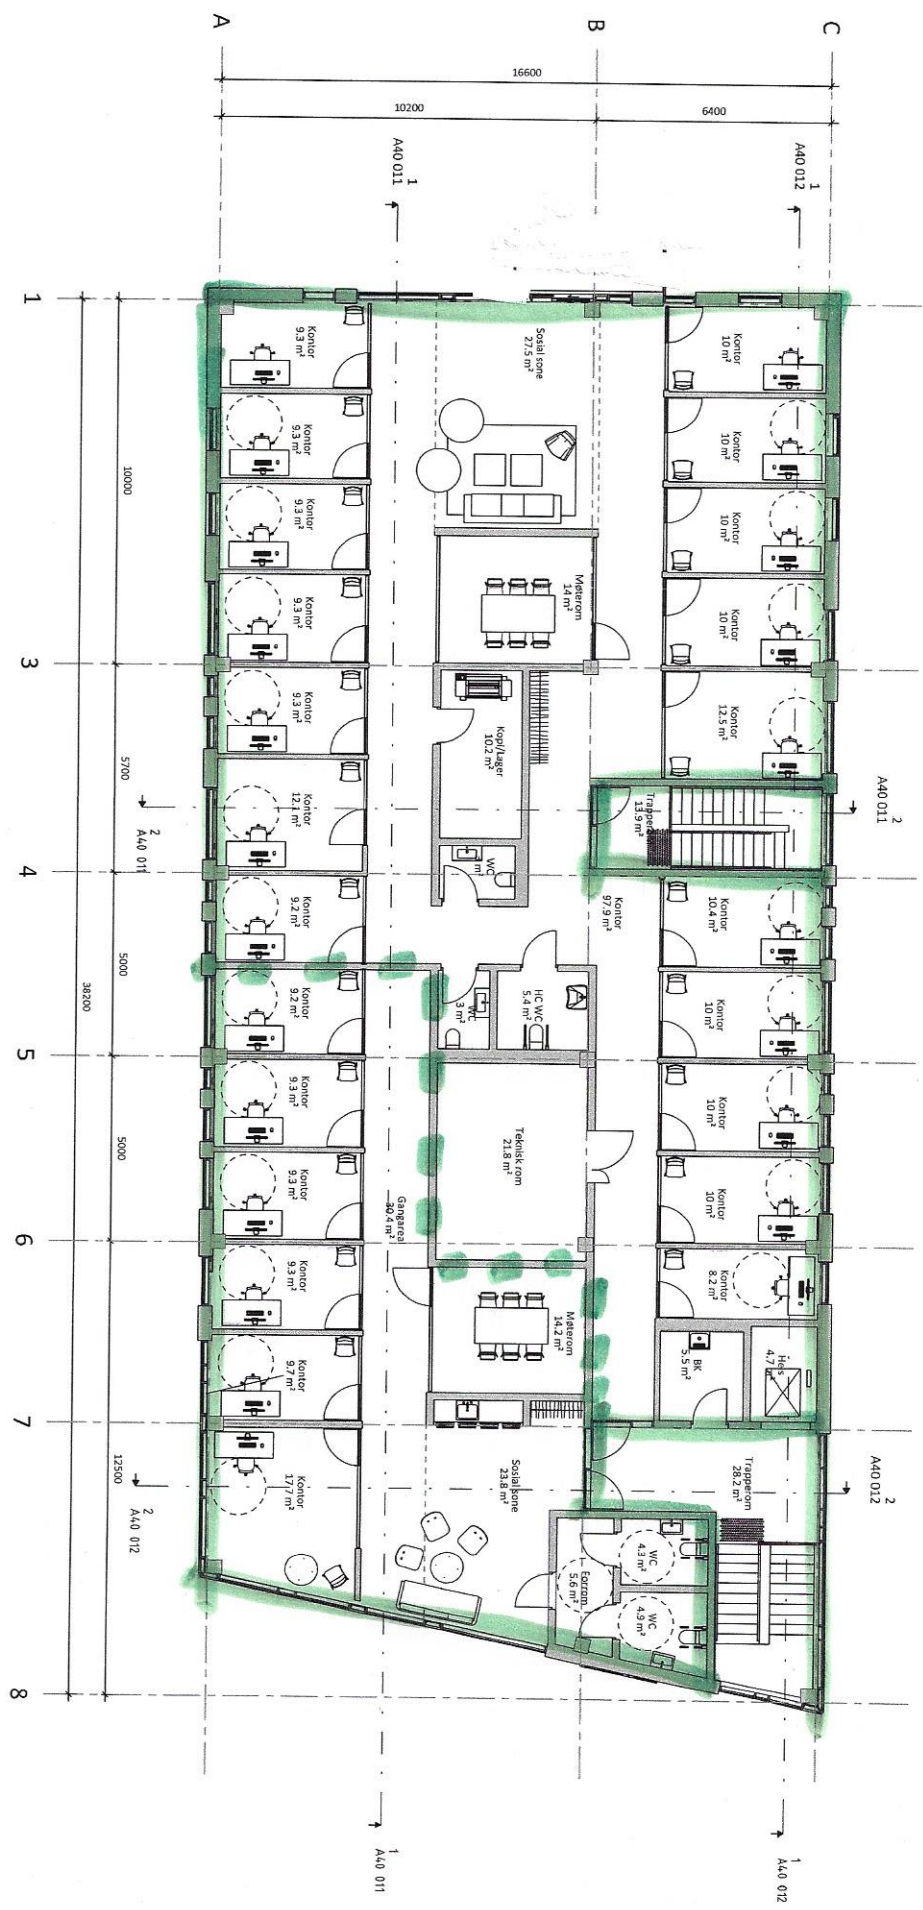 A
B
C
16600
10200
6400
1
A40 011
1
A40 012
1
3
4
5
6
7
8
10000
5700
5000
5000
12500
38200
Kontor
9.3 m²
Kontor
9.3 m²
Kontor
9.3 m²
Kontor
9.3 m²
Kontor
9.3 m²
Kontor
12.1 m²
Kontor
9.2 m²
Kontor
9.2 m²
Kontor
9.3 m²
Kontor
9.3 m²
Kontor
9.3 m²
Kontor
9.7 m²
Kontor
17.7 m²
Sosial sone
27.5 m²
Møterom
14 m²
Kopi/Lager
10.2 m²
WC
Kontor
97.9 m²
WC
3 m²
HC WC
5.4 m²
Teknisk rom
21.8 m²
Gangareal
30.4 m²
Møterom
14.2 m²
Sosial sone
23.8 m²
Forrom
5.6 m²
WC
4.3 m²
WC
4.9 m²
Kontor
10 m²
Kontor
10 m²
Kontor
10 m²
Kontor
10 m²
Kontor
12.5 m²
13.9 m²
Kontor
10.4 m²
Kontor
10 m²
Kontor
10 m²
Kontor
10 m²
Kontor
8.2 m²
BK
5.5 m²
Heis
4.7 m²
Trapperom
28.2 m²
2
A40 011
2
A40 011
2
A40 012
2
A40 012
1
A40 011
1
A40 012